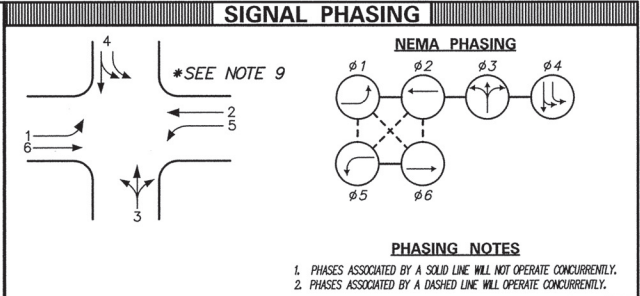 SIGNAL PHASING
4
*SEE NOTE 9
2
5
1
6
3
NEMA PHASING
ø1 ø2 ø3 ø4
ø5 ø6
PHASING NOTES
1. PHASES ASSOCIATED BY A SOLID LINE WILL NOT OPERATE CONCURRENTLY.
2. PHASES ASSOCIATED BY A DASHED LINE WILL OPERATE CONCURRENTLY.